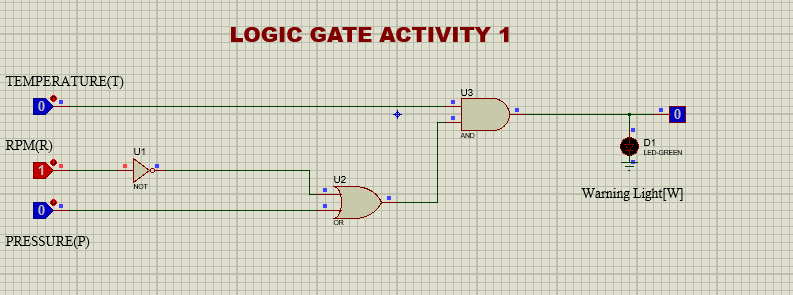 LOGIC GATE ACTIVITY 1
TEMPERATURE(T)
0
U3
AND
0
RPM(R)
1
U1
NOT
D1
LED-GREEN
U2
OR
0
Warning Light[W]
PRESSURE(P)